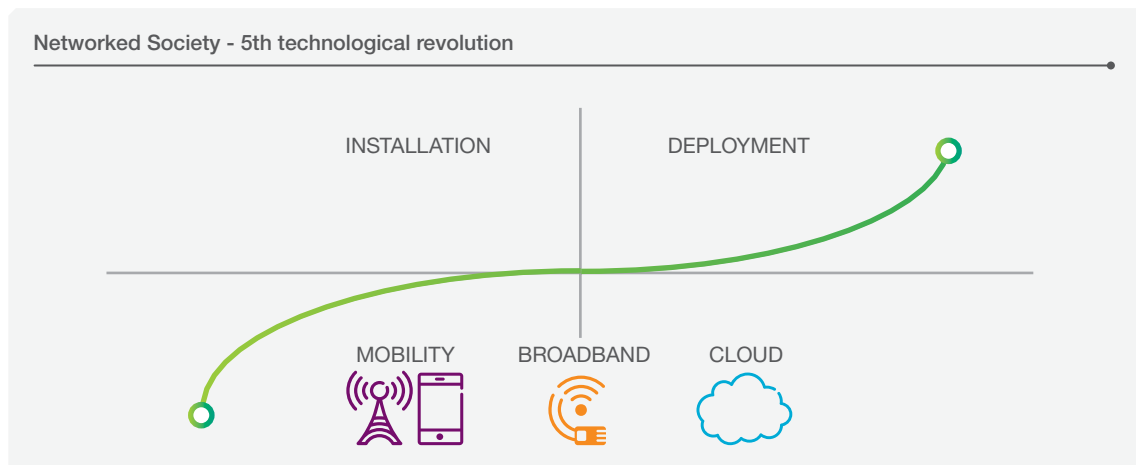 Networked Society - 5th technological revolution
INSTALLATION
DEPLOYMENT
MOBILITY
BROADBAND
CLOUD